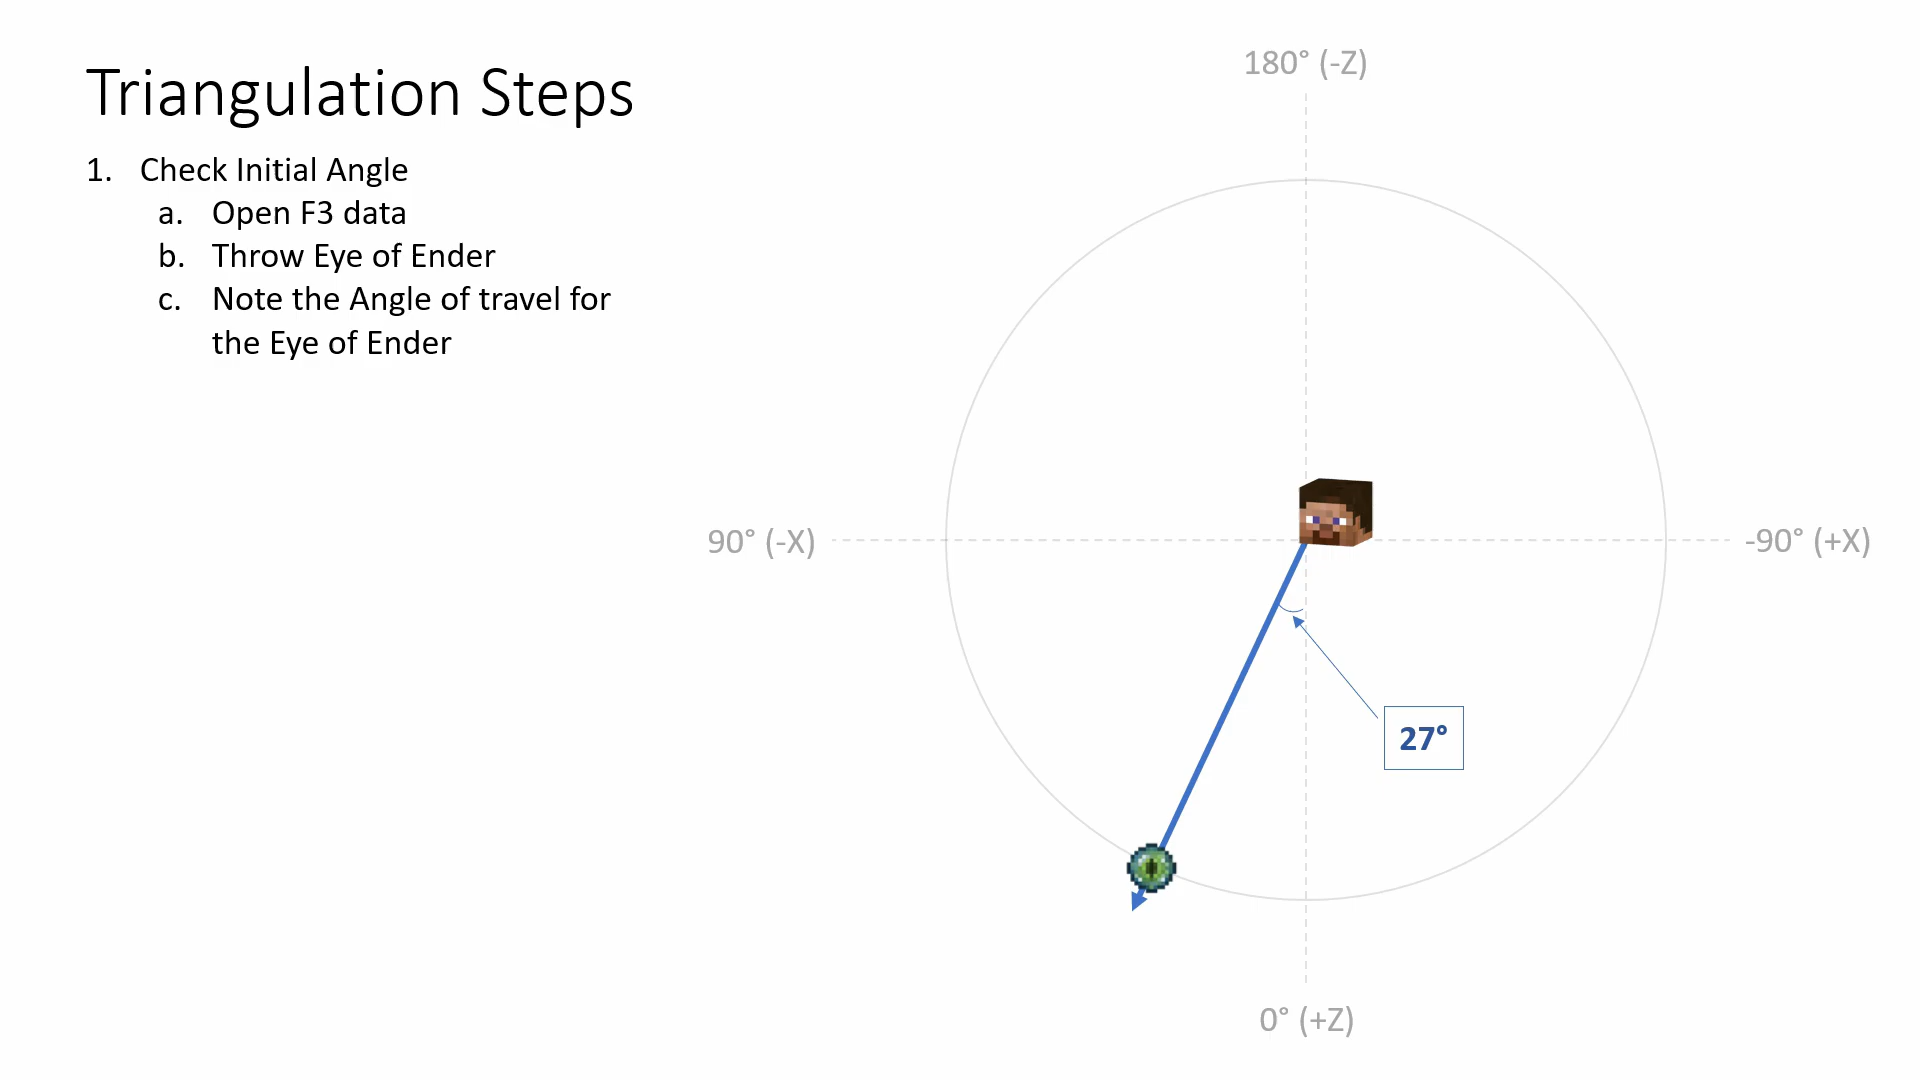 Triangulation Steps
1. Check Initial Angle
a. Open F3 data
b. Throw Eye of Ender
c. Note the Angle of travel for
the Eye of Ender
180° (-Z)
90° (-X)
-90° (+X)
27°
0° (+Z)